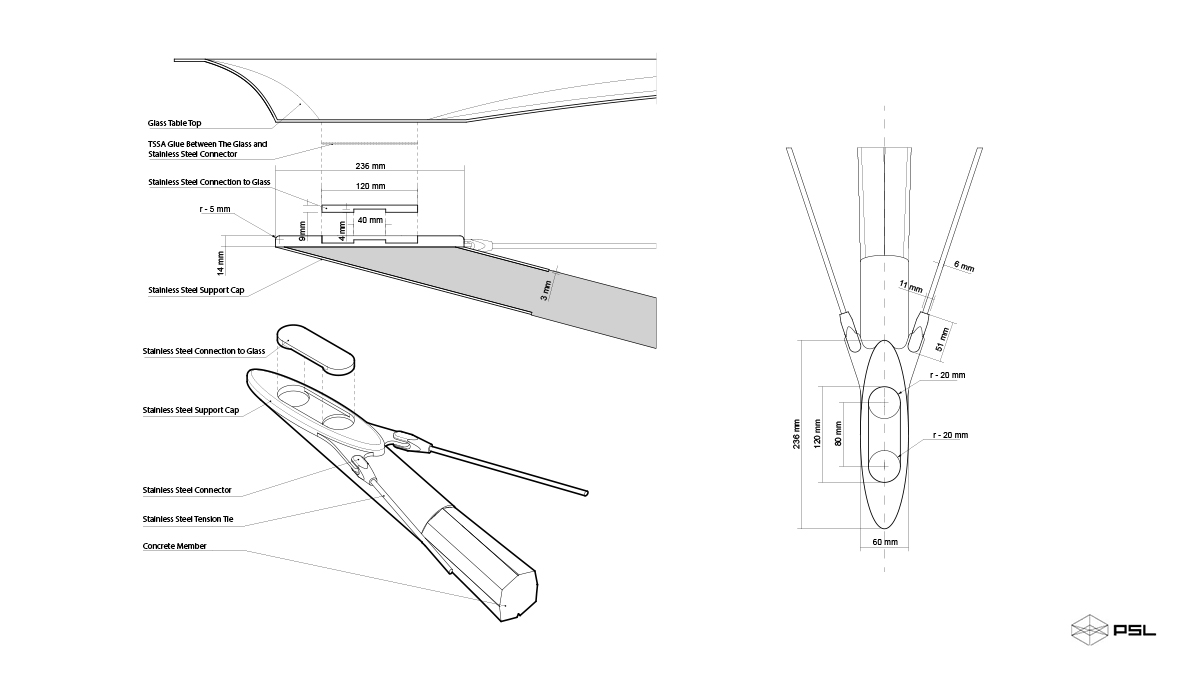 Glass Table Top
TSSA Glue Between The Glass and
Stainless Steel Connector
236 mm
Stainless Steel Connection to Glass
120 mm
r - 5 mm
9 mm
4 mm
40 mm
14 mm
Stainless Steel Support Cap
3 mm
Stainless Steel Connection to Glass
Stainless Steel Support Cap
Stainless Steel Connector
Stainless Steel Tension Tie
Concrete Member
6 mm
11 mm
51 mm
r - 20 mm
236 mm
120 mm
80 mm
r - 20 mm
60 mm
PSL